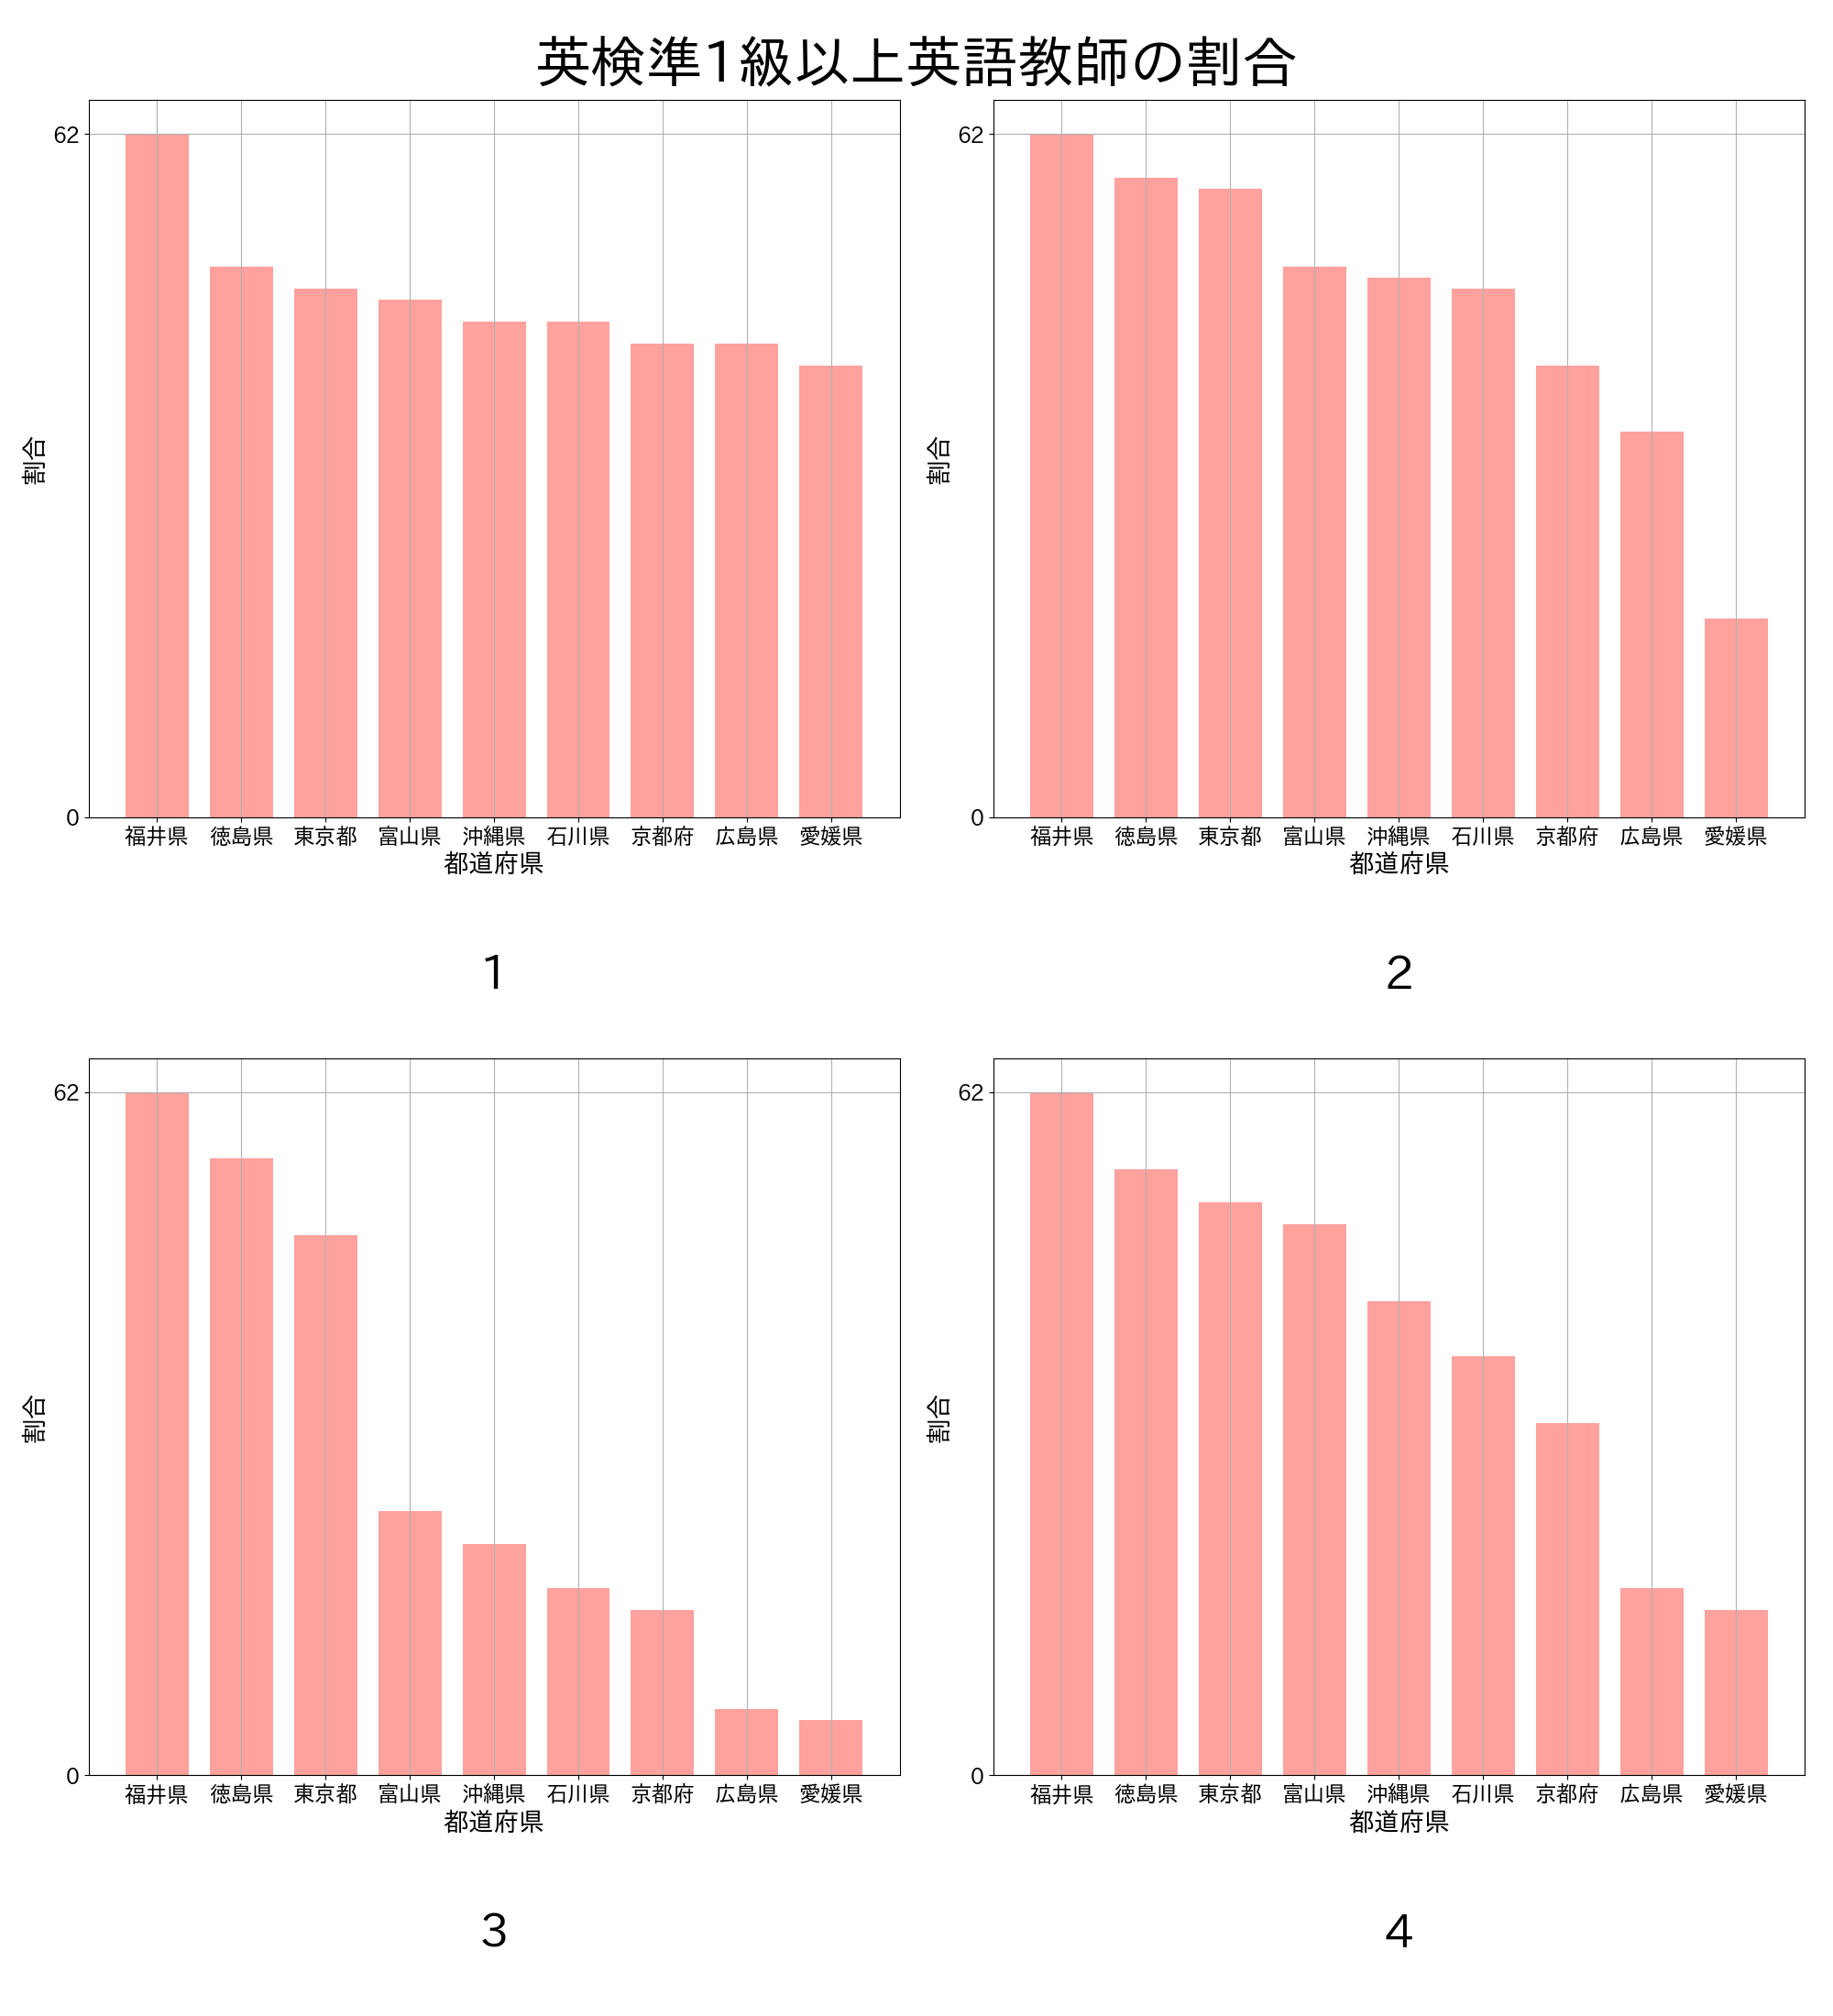 英検準1級以上英語教師の割合
62
0
割合
福井県 徳島県 東京都 富山県 沖縄県 石川県 京都府 広島県 愛媛県
都道府県
1
62
0
割合
福井県 徳島県 東京都 富山県 沖縄県 石川県 京都府 広島県 愛媛県
都道府県
2
62
0
割合
福井県 徳島県 東京都 富山県 沖縄県 石川県 京都府 広島県 愛媛県
都道府県
3
62
0
割合
福井県 徳島県 東京都 富山県 沖縄県 石川県 京都府 広島県 愛媛県
都道府県
4